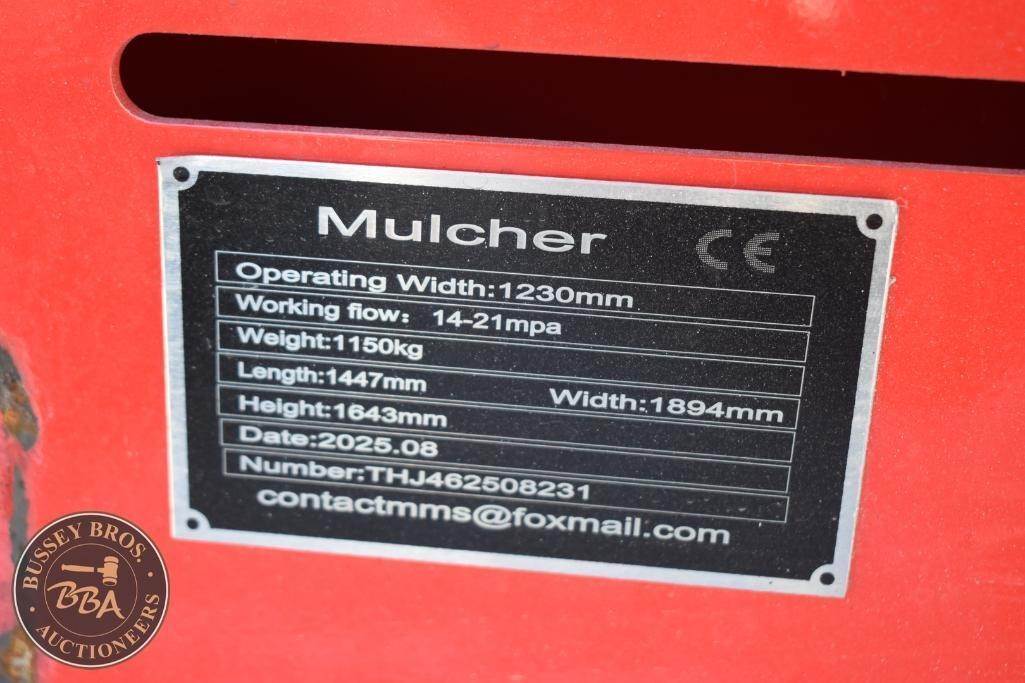 Mulcher CE
Operating Width:1230mm
Working flow: 14-21mpa
Weight:1150kg
Length:1447mm Width:1894mm
Height:1643mm
Date:2025.08
Number:THJ462508231
contactmms@foxmail.com
BUSSEY BROS.
BBA
AUCTIONEERS